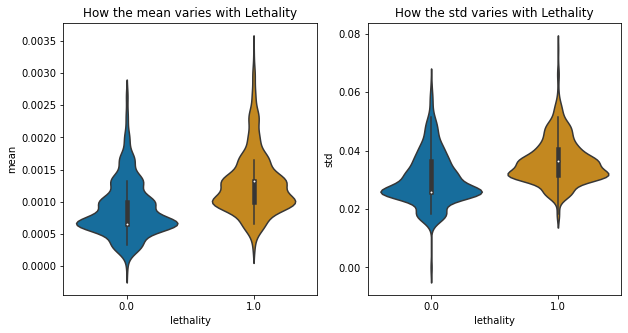 How the mean varies with Lethality
mean
0.0035
0.0030
0.0025
0.0020
0.0015
0.0010
0.0005
0.0000
0.0
1.0
lethality
How the std varies with Lethality
std
0.08
0.06
0.04
0.02
0.00
0.0
1.0
lethality